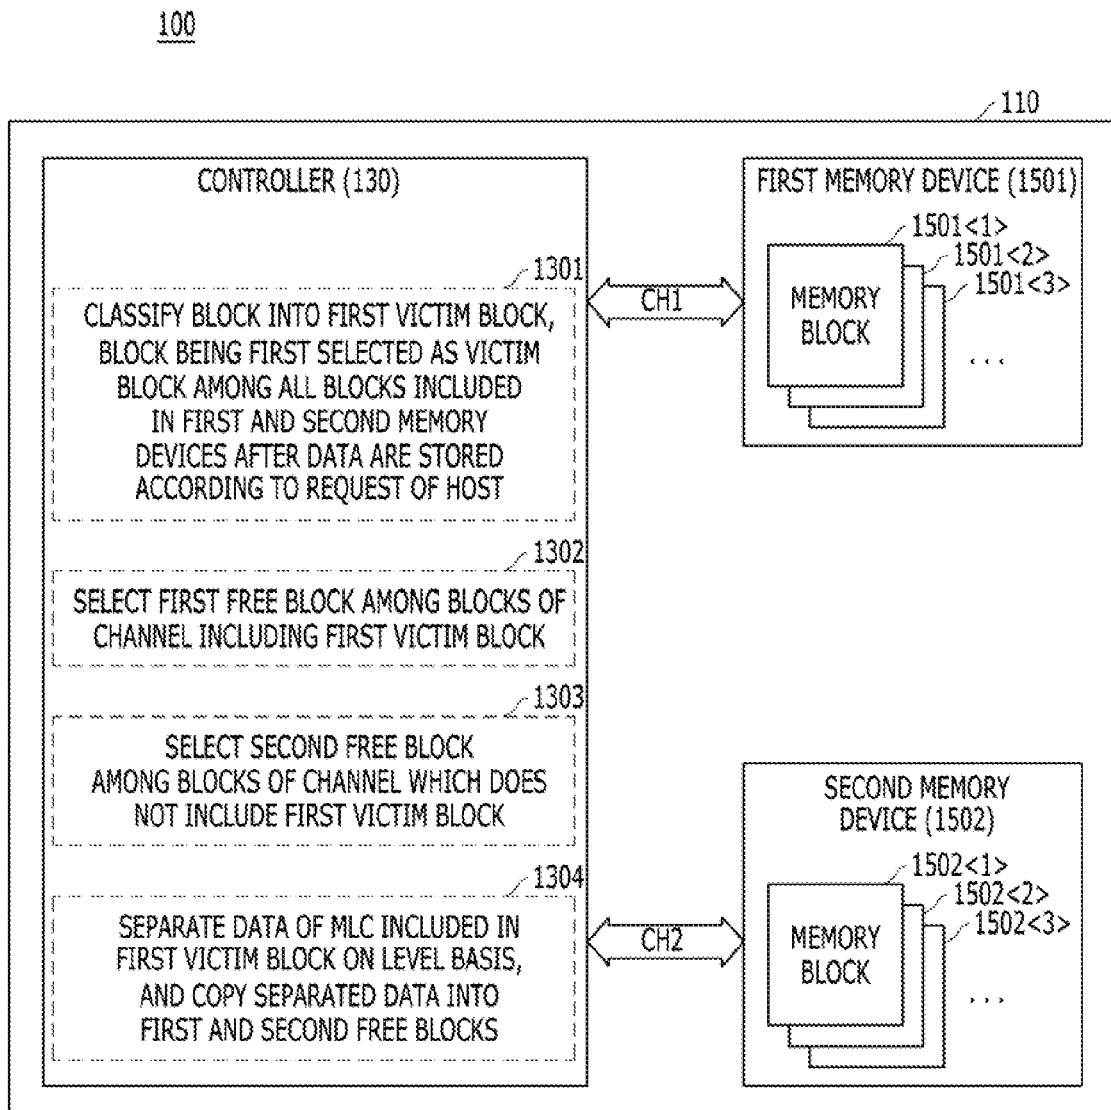 100
110
CONTROLLER (130)
1301
CLASSIFY BLOCK INTO FIRST VICTIM BLOCK,
BLOCK BEING FIRST SELECTED AS VICTIM
BLOCK AMONG ALL BLOCKS INCLUDED
IN FIRST AND SECOND MEMORY
DEVICES AFTER DATA ARE STORED
ACCORDING TO REQUEST OF HOST
1302
SELECT FIRST FREE BLOCK AMONG BLOCKS OF
CHANNEL INCLUDING FIRST VICTIM BLOCK
1303
SELECT SECOND FREE BLOCK
AMONG BLOCKS OF CHANNEL WHICH DOES
NOT INCLUDE FIRST VICTIM BLOCK
1304
SEPARATE DATA OF MLC INCLUDED IN
FIRST VICTIM BLOCK ON LEVEL BASIS,
AND COPY SEPARATED DATA INTO
FIRST AND SECOND FREE BLOCKS
CH1
CH2
FIRST MEMORY DEVICE (1501)
1501<1>
1501<2>
1501<3>
MEMORY
BLOCK
...
SECOND MEMORY
DEVICE (1502)
1502<1>
1502<2>
1502<3>
MEMORY
BLOCK
...